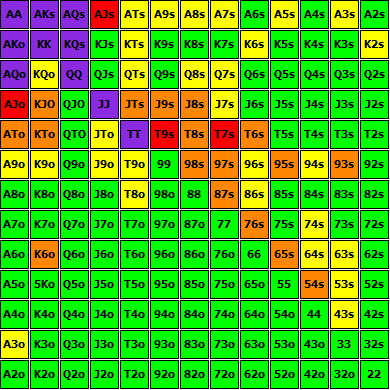 AA AKs AQs AJs ATs A9s A8s A7s A6s A5s A4s A3s A2s
AKo KK KQs KJs KTs K9s K8s K7s K6s K5s K4s K3s K2s
AQo KQo QQ QJs QTs Q9s Q8s Q7s Q6s Q5s Q4s Q3s Q2s
AJo KJO QJO JJ JTs J9s J8s J7s J6s J5s J4s J3s J2s
ATo KTo QTO JTo TT T9s T8s T7s T6s T5s T4s T3s T2s
A9o K9o Q9o J9o T9o 99 98s 97s 96s 95s 94s 93s 92s
A8o K8o Q8o J8o T8o 98o 88 87s 86s 85s 84s 83s 82s
A7o K7o Q7o J7o T7o 97o 87o 77 76s 75s 74s 73s 72s
A6o K6o Q6o J6o T6o 96o 86o 76o 66 65s 64s 63s 62s
A5o 5Ko Q5o J5o T5o 95o 85o 75o 65o 55 54s 53s 52s
A4o K4o Q4o J4o T4o 94o 84o 74o 64o 54o 44 43s 42s
A3o K3o Q3o J3o T3o 93o 83o 73o 63o 53o 43o 33 32s
A2o K2o Q2o J2o T2o 92o 82o 72o 62o 52o 42o 32o 22